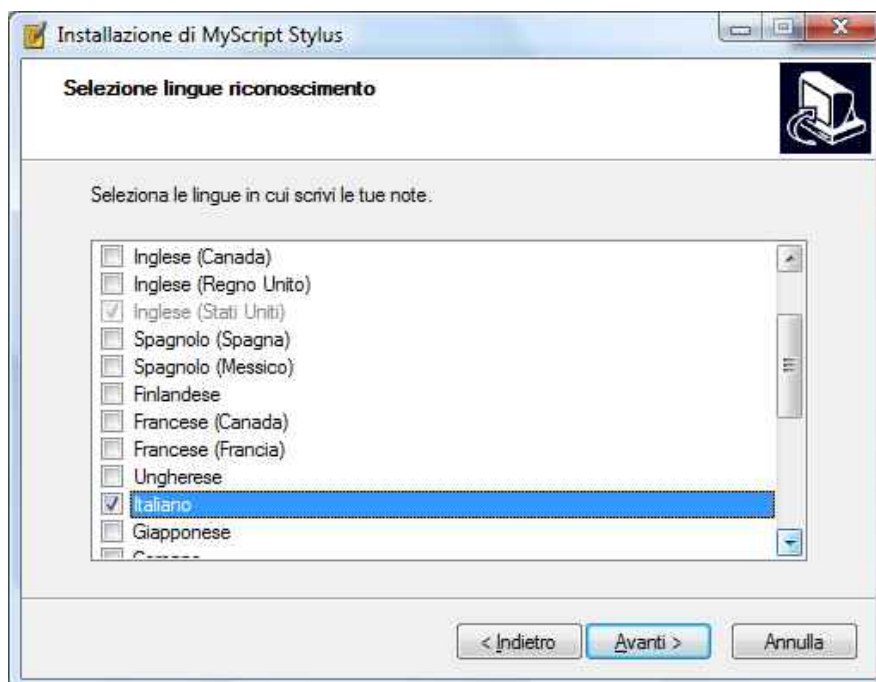 Installazione di MyScript Stylus
Selezione lingue riconoscimento
Seleziona le lingue in cui scrivi le tue note.
Inglese (Canada)
Inglese (Regno Unito)
Inglese (Stati Uniti)
Spagnolo (Spagna)
Spagnolo (Messico)
Finlandese
Francese (Canada)
Francese (Francia)
Ungherese
Italiano
Giapponese
< Indietro
Avanti >
Annulla